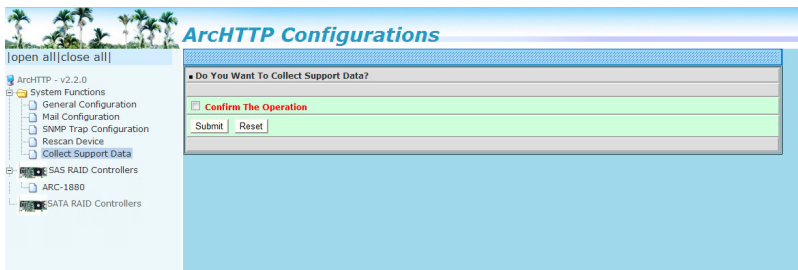 ArcHTTP Configurations
|open all|close all|
ArcHTTP - v2.2.0
System Functions
General Configuration
Mail Configuration
SNMP Trap Configuration
Rescan Device
Collect Support Data
SAS RAID Controllers
ARC-1880
SATA RAID Controllers
Do You Want To Collect Support Data?
Confirm The Operation
Submit Reset